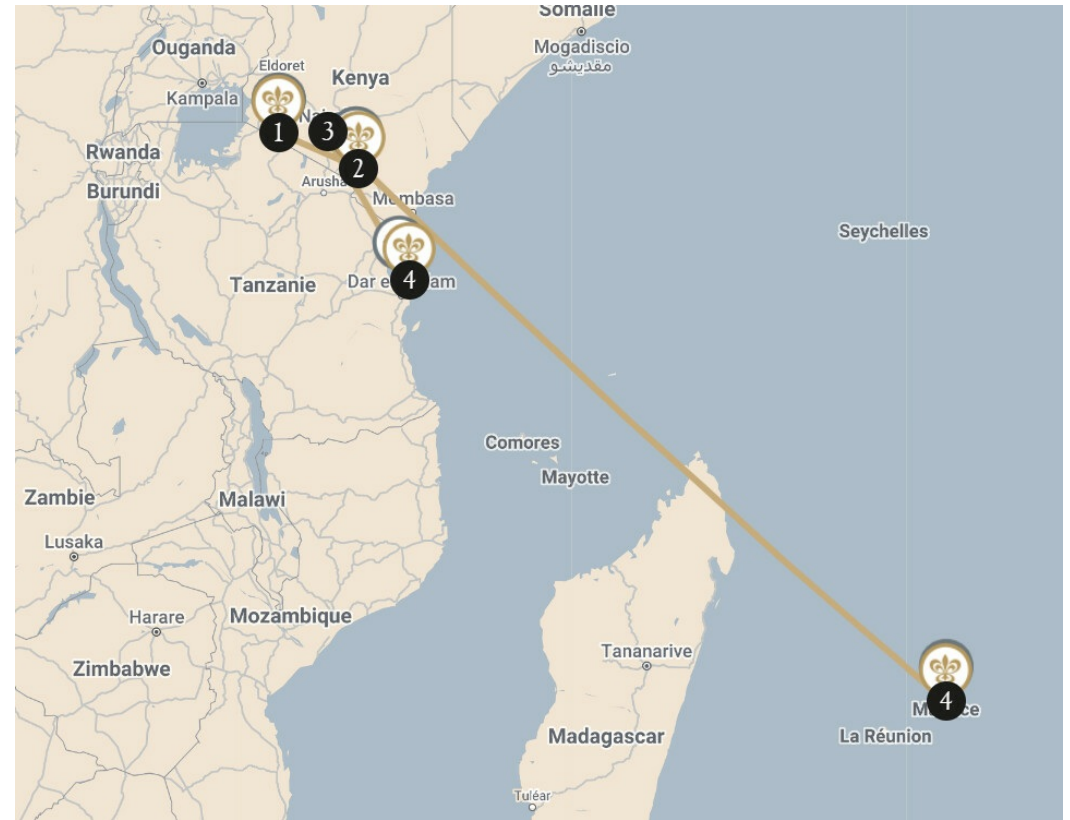 Somalie
Ouganda
Mogadiscio
مقديشو
Eldoret
Kenya
Kampala
1
3
2
Rwanda
Arusha
Burundi
Mombasa
Seychelles
Tanzanie
4
Comores
Mayotte
Zambie
Malawi
Lusaka
Harare
Mozambique
Tananarive
Zimbabwe
4
La Réunion
Madagascar
Tuléar